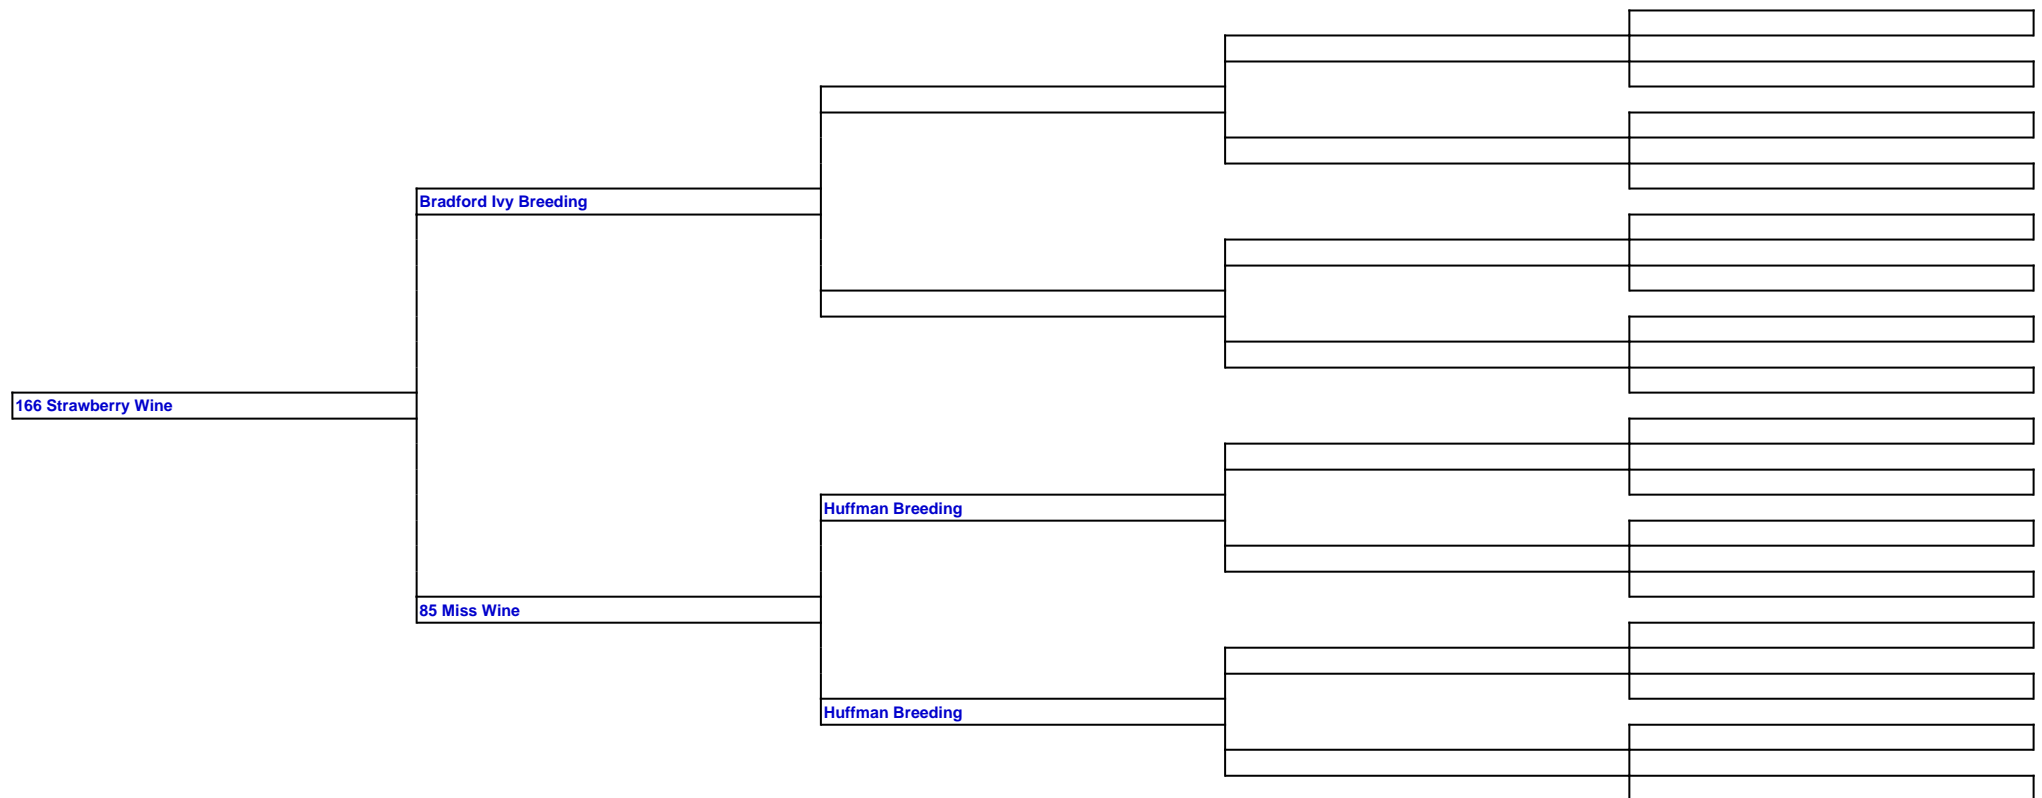 Bradford Ivy Breeding
166 Strawberry Wine
Huffman Breeding
85 Miss Wine
Huffman Breeding